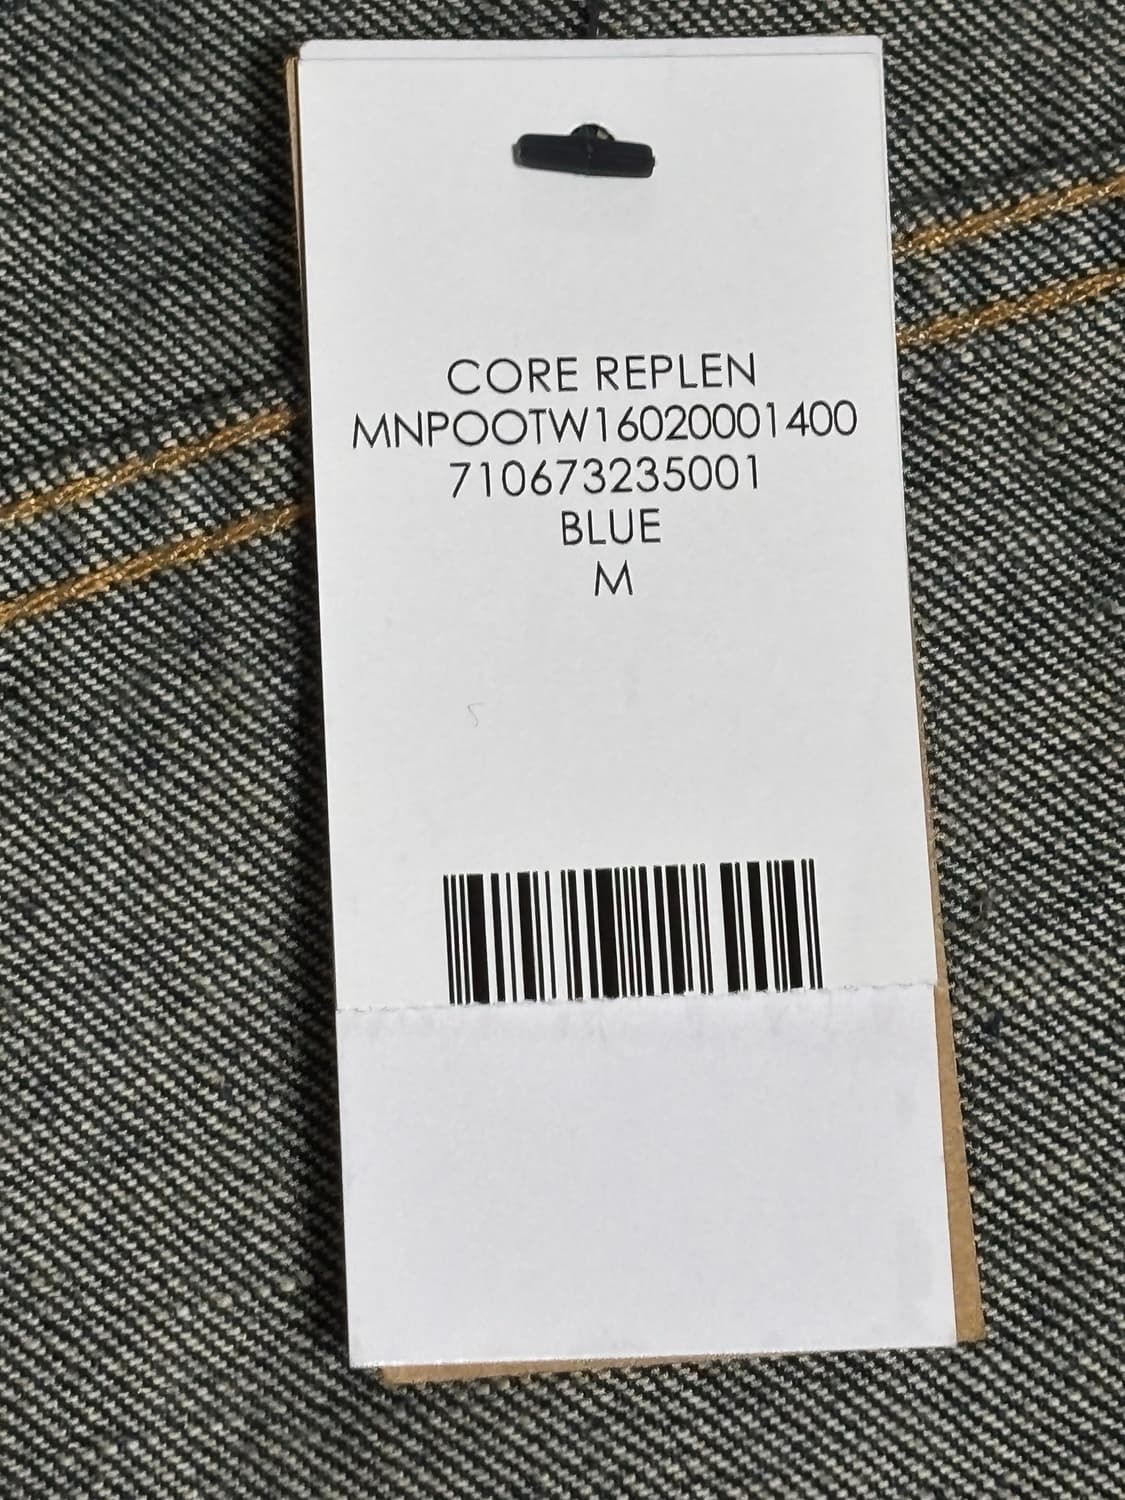 CORE REPLEN
MNPOOTW16020001400
710673235001
BLUE
M